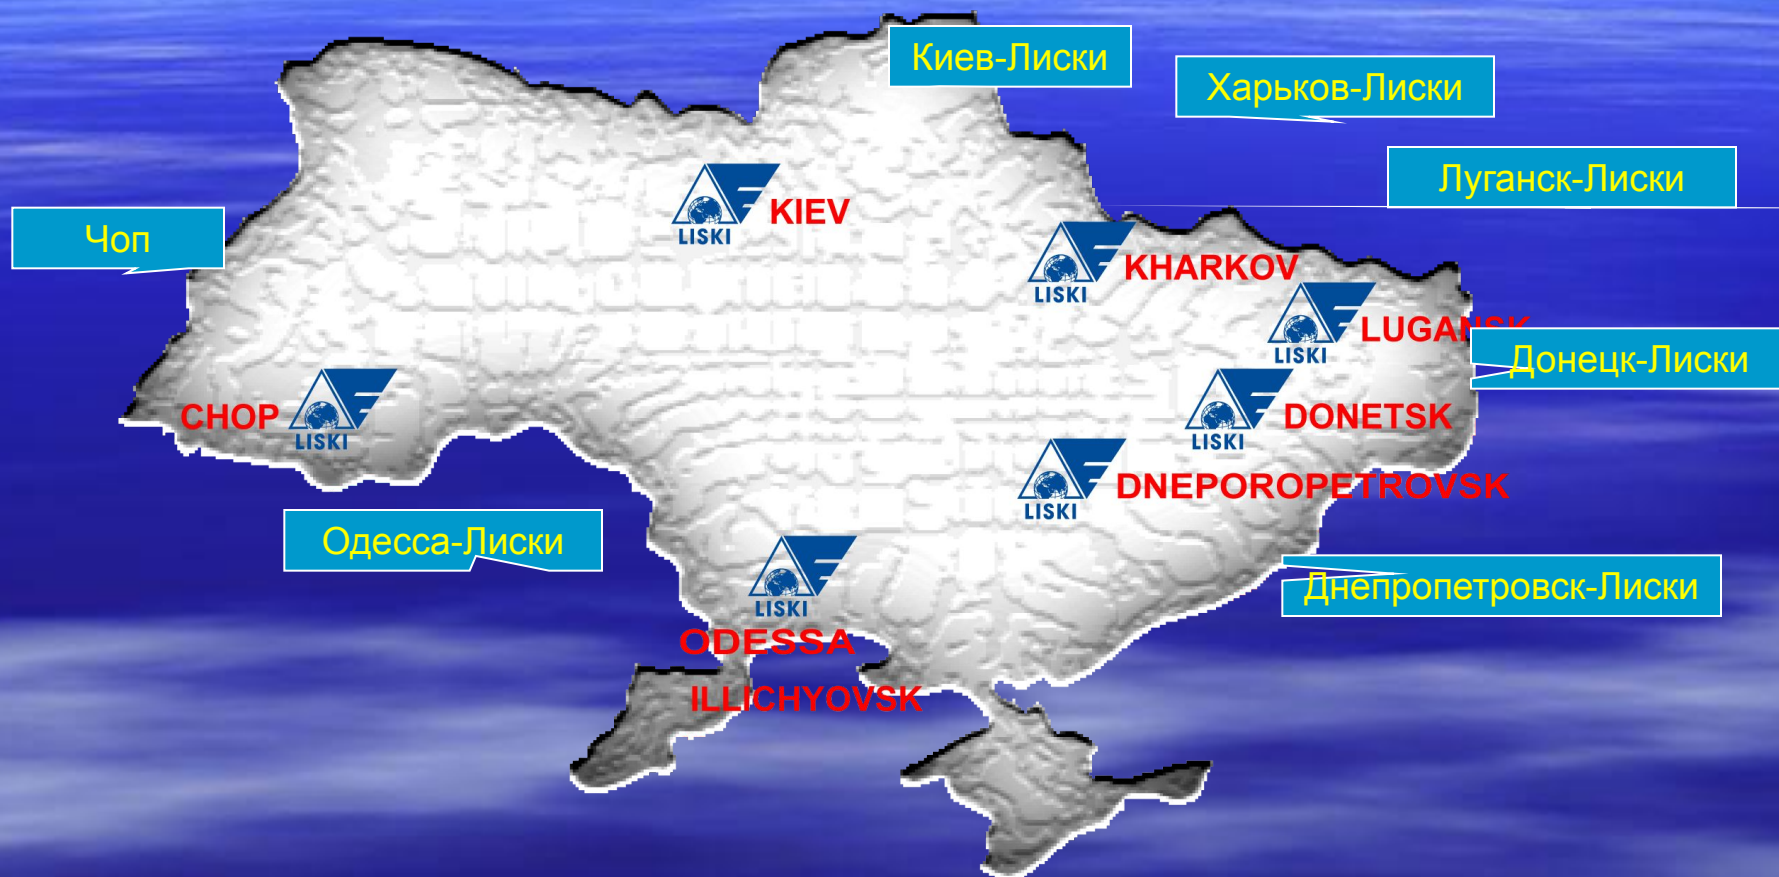 Киев-Лиски
Харьков-Лиски
Луганск-Лиски
Чоп
LISKI
KIEV
LISKI
KHARKOV
LISKI
LUGANSK
Донецк-Лиски
CHOP
LISKI
LISKI
DONETSK
LISKI
DNEPOROPETROVSK
Одесса-Лиски
LISKI
Днепропетровск-Лиски
ODESSA
ILLICHYOVSK